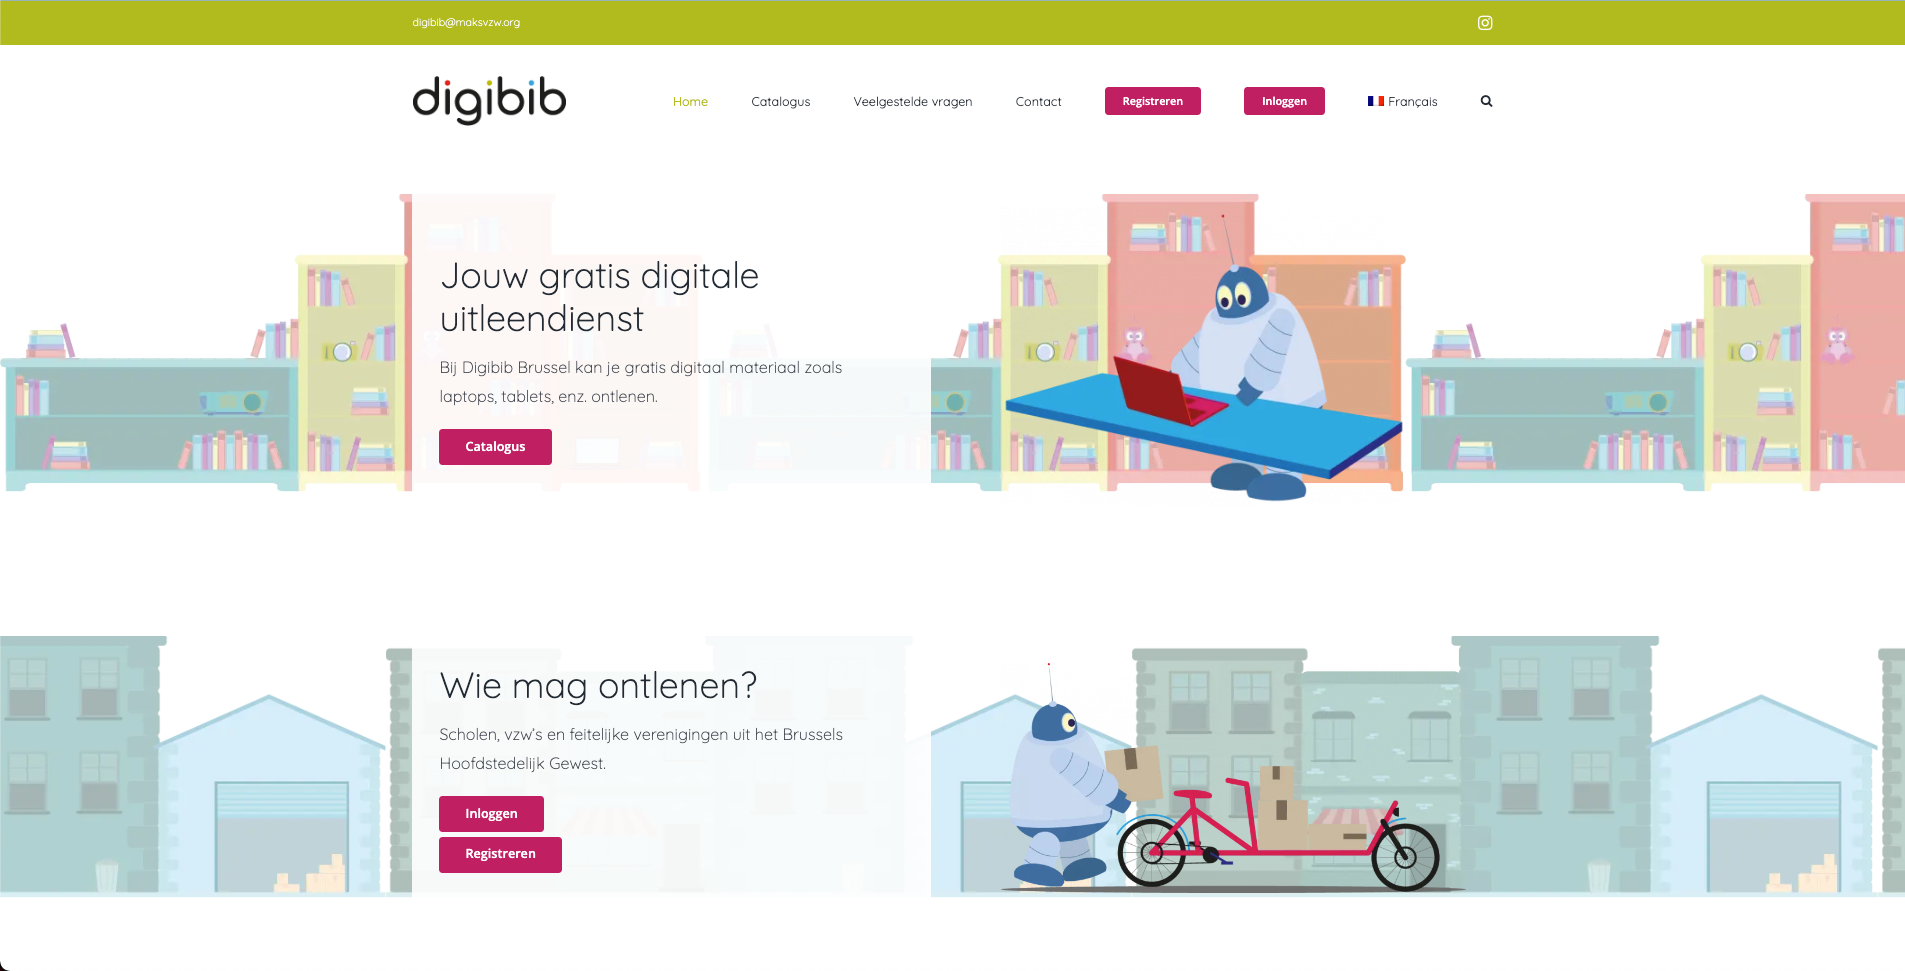 digibib@maksvzw.org
digibib
Home
Catalogus
Veelgestelde vragen
Contact
Registreren
Inloggen
Français
Jouw gratis digitale
uitleendienst
Bij Digibib Brussel kan je gratis digitaal materiaal zoals
laptops, tablets, enz. ontlenen.
Catalogus
Wie mag ontlenen?
Scholen, vzw's en feitelijke verenigingen uit het Brussels
Hoofdstedelijk Gewest.
Inloggen
Registreren